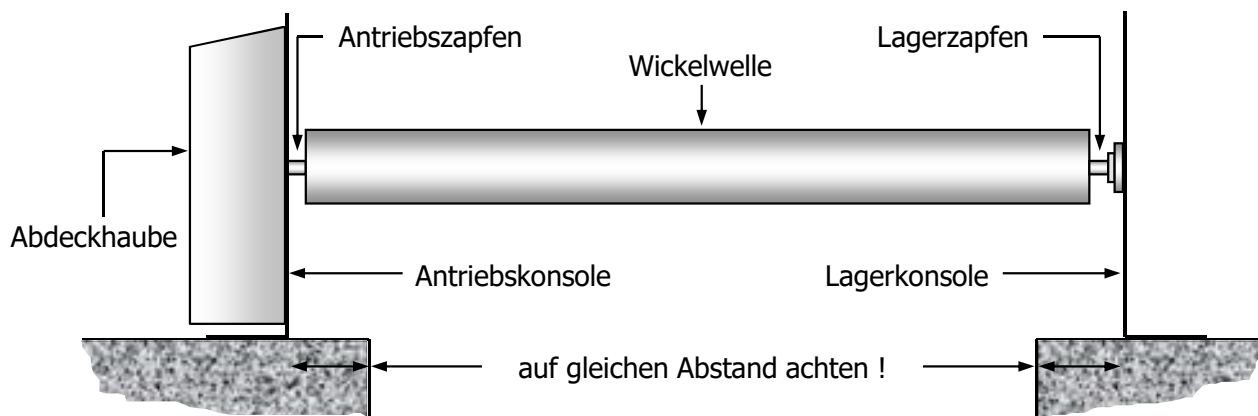 Antriebszapfen
Lagerzapfen
Wickelwelle
Abdeckhaube
Antriebskonsole
Lagerkonsole
auf gleichen Abstand achten !